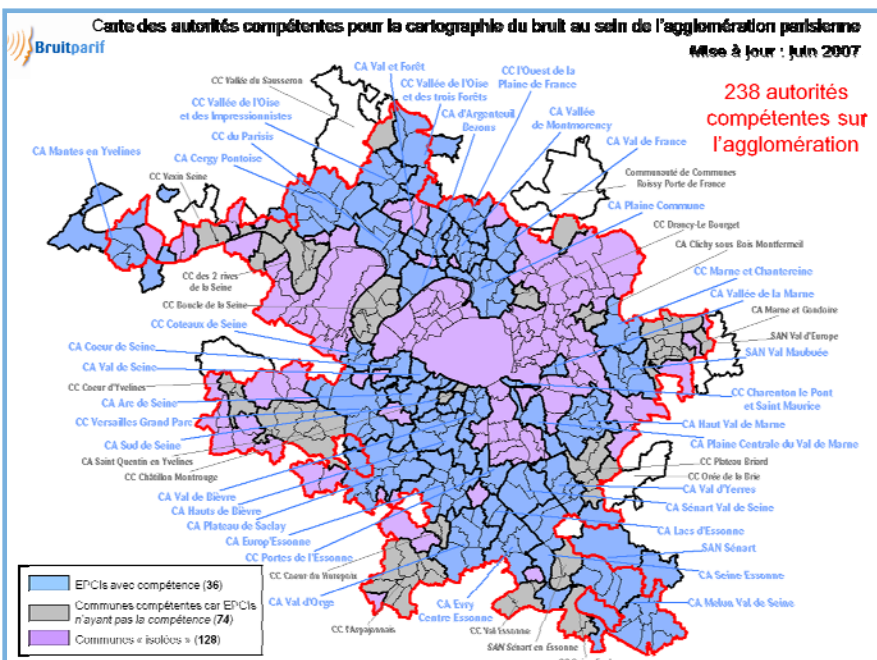 Carte des autorités compétentes pour la cartographie du bruit au sein de l'agglomération parisienne
Mise à jour : juin 2007
Bruitparif
238 autorités
compétentes sur
l'agglomération
CA Val et Forêt
CC Vallée du Sausseron
CC Vallée de l'Oise
et des trois Forêts
CC l'Ouest de la
Plaine de France
CC Vallée de l'Oise
et des Impressionnistes
CA d'Argenteuil
Bezons
CA Vallée
de Montmorency
CC du Parisis
CA Val de France
CA Mantes en Yvelines
CA Cergy Pontoise
CC Vexin Seine
Communauté de Communes
Roissy Porte de France
CA Plaine Commune
CC Drancy-Le Bourget
CA Clichy sous Bois Montfermeil
CC des 2 rives
de la Seine
CC Marne et Chantereine
CC Boucle de la Seine
CA Vallée de la Marne
CA Marne et Gondoire
CC Coteaux de Seine
SAN Val d'Europe
CA Coeur de Seine
SAN Val Maubuée
CA Val de Seine
CC Coeur d'Yvelines
CC Charenton le Pont
et Saint Maurice
CA Arc de Seine
CC Versailles Grand Parc
CA Haut Val de Marne
CA Sud de Seine
CA Plaine Centrale du Val de Marne
CA Saint Quentin en Yvelines
CC Plateau Briard
CC Châtillon Montrouge
CC Orée de la Brie
CA Val d'Yerres
CA Val de Bièvre
CA Sénart Val de Seine
CA Hauts de Bièvre
CA Plateau de Saclay
CA Lacs d'Essonne
CA Europ'Essonne
SAN Sénart
CC Portes de l'Essonne
CA Seine Essonne
CC Coeur du Hurepoix
CA Val d'Orge
CA Evry
Centre Essonne
CA Melun Val de Seine
CC l'Arpajonnais
CC Val Essonne
SAN Sénart en Essonne
EPCIs avec compétence (36)
Communes compétentes car EPCIs
n'ayant pas la compétence (74)
Communes « isolées » (128)